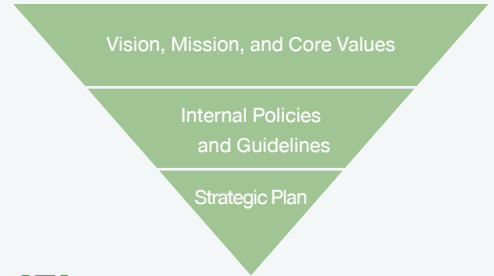 Vision, Mission, and Core Values
Internal Policies
and Guidelines
Strategic Plan